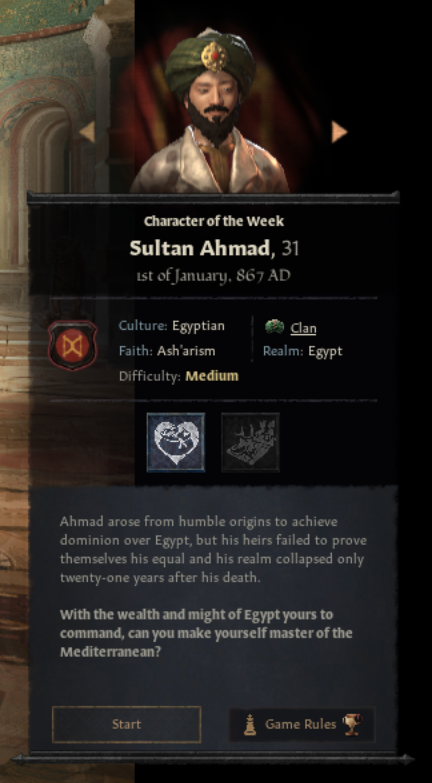 Character of the Week
Sultan Ahmad, 31
1st of January, 867 AD
Culture: Egyptian
Faith: Ash'arism
Difficulty: Medium
Clan
Realm: Egypt
Ahmad arose from humble origins to achieve
dominion over Egypt, but his heirs failed to prove
themselves his equal and his realm collapsed only
twenty-one years after his death.
With the wealth and might of Egypt yours to
command, can you make yourself master of the
Mediterranean?
Start
Game Rules